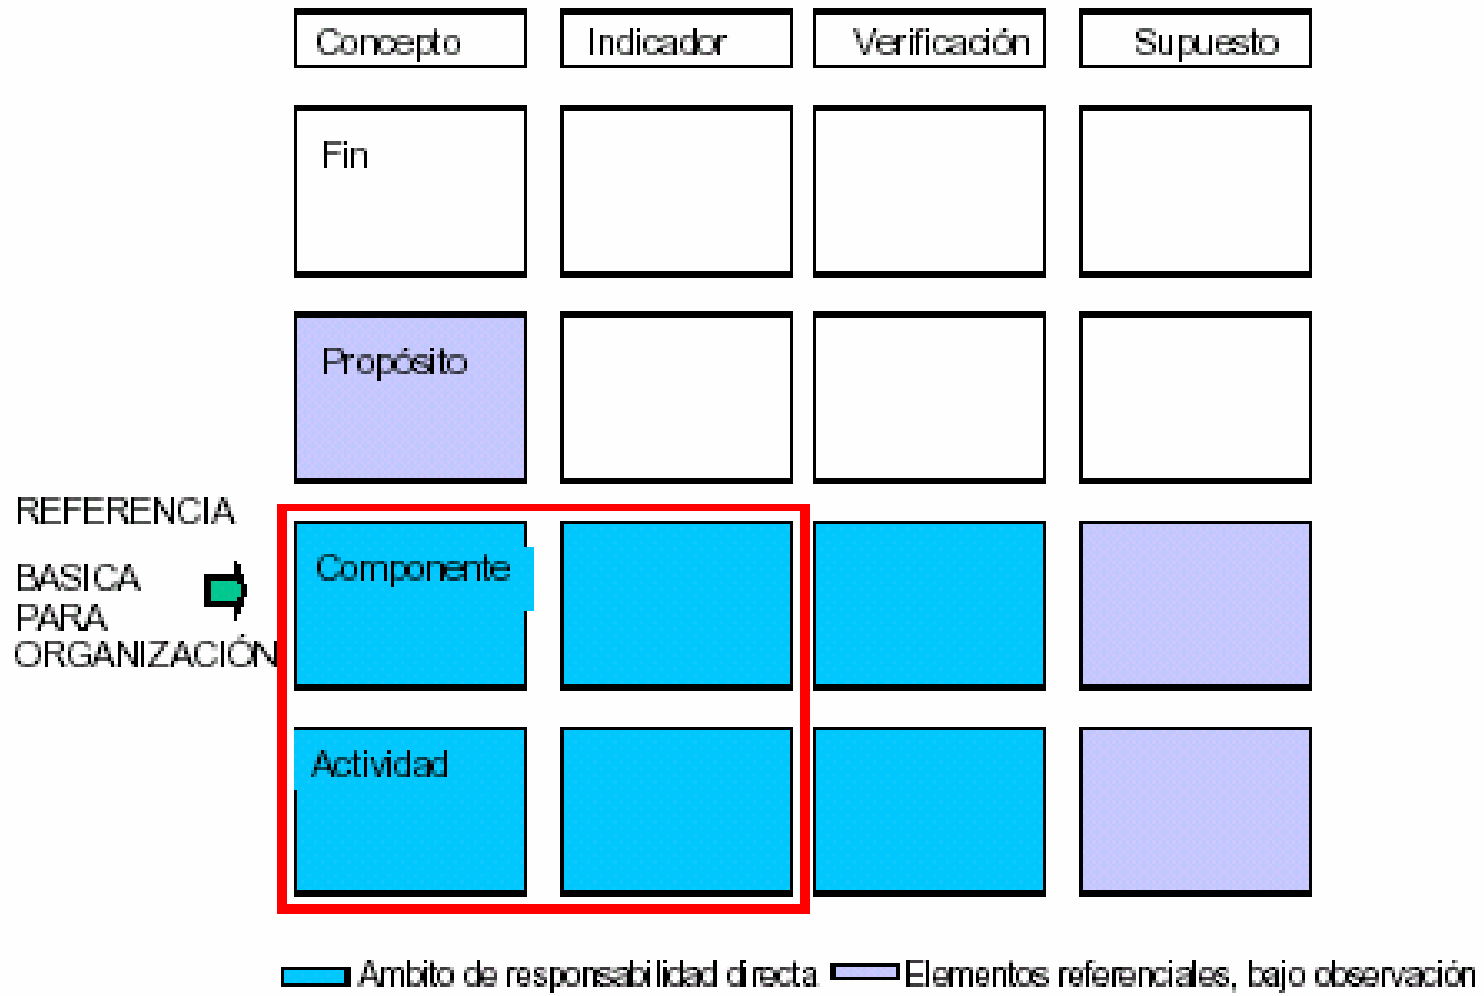 Concepto
Indicador
Verificación
Supuesto
Fin
Propósito
REFERENCIA
BASICA
PARA
ORGANIZACIÓN
Componente
Actividad
Ambito de responsabilidad directa
Elementos referenciales, bajo observación